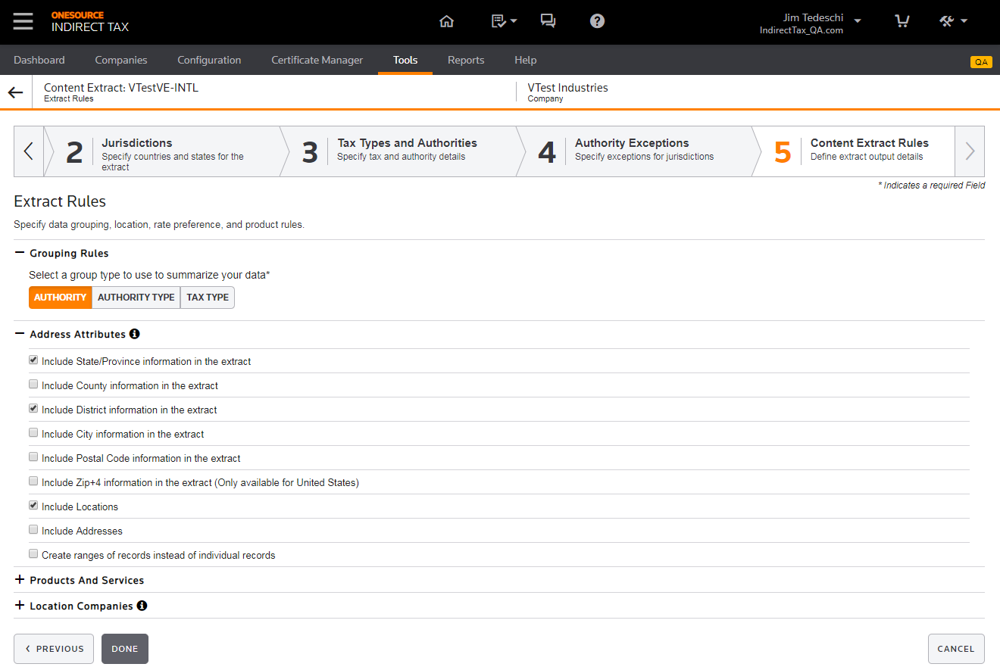 ONESOURCE
INDIRECT TAX
Jim Tedeschi
IndirectTax_QA.com
Dashboard Companies Configuration Certificate Manager Tools Reports Help
QA
Content Extract: VTestVE-INTL
Extract Rules
VTest Industries
Company
2 Jurisdictions
Specify countries and states for the
extract
3 Tax Types and Authorities
Specify tax and authority details
4 Authority Exceptions
Specify exceptions for jurisdictions
5 Content Extract Rules
Define extract output details
* Indicates a required Field
Extract Rules
Specify data grouping, location, rate preference, and product rules.
Grouping Rules
Select a group type to use to summarize your data*
AUTHORITY AUTHORITY TYPE TAX TYPE
Address Attributes
Include State/Province information in the extract
Include County information in the extract
Include District information in the extract
Include City information in the extract
Include Postal Code information in the extract
Include Zip+4 information in the extract (Only available for United States)
Include Locations
Include Addresses
Create ranges of records instead of individual records
Products And Services
Location Companies
PREVIOUS DONE CANCEL